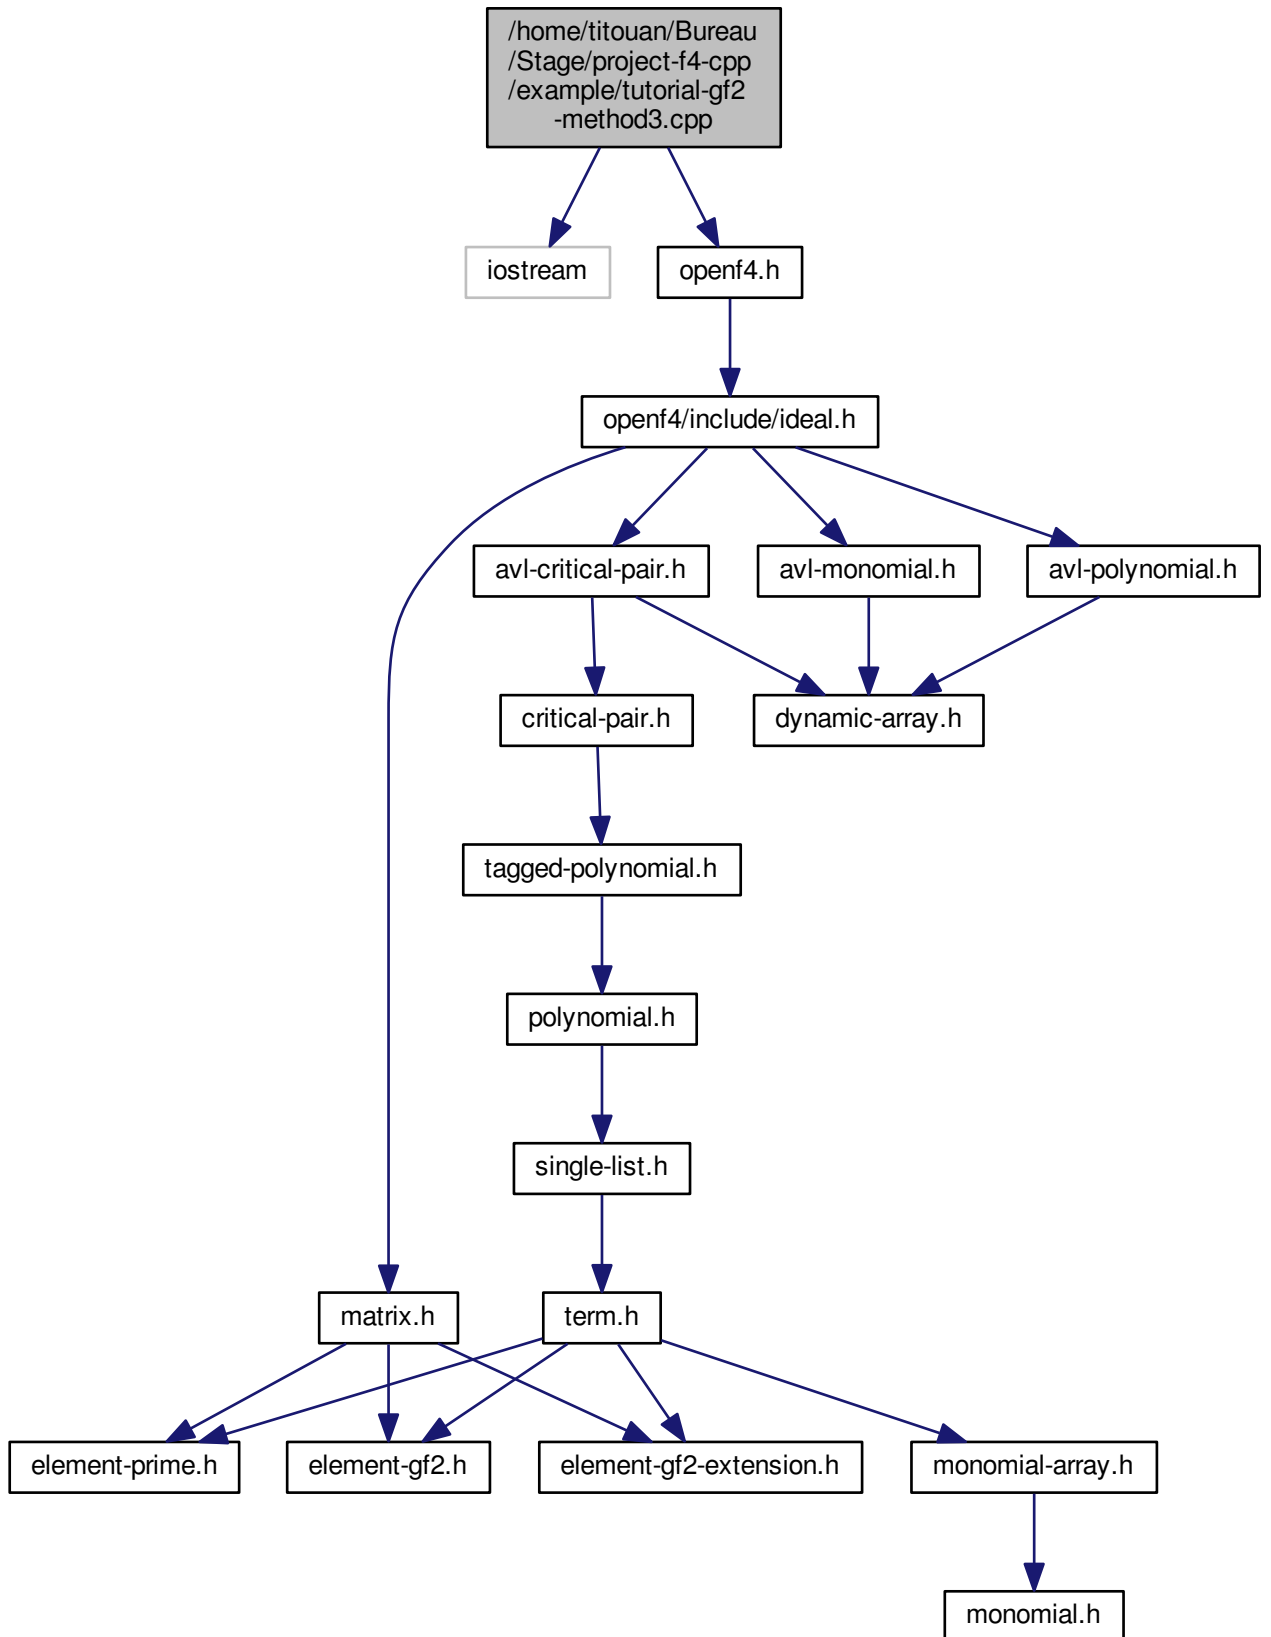 /home/titouan/Bureau
/Stage/project-f4-cpp
/example/tutorial-gf2
-method3.cpp
iostream
openf4.h
openf4/include/ideal.h
avl-critical-pair.h
avl-monomial.h
avl-polynomial.h
critical-pair.h
dynamic-array.h
tagged-polynomial.h
polynomial.h
single-list.h
matrix.h
term.h
element-prime.h
element-gf2.h
element-gf2-extension.h
monomial-array.h
monomial.h